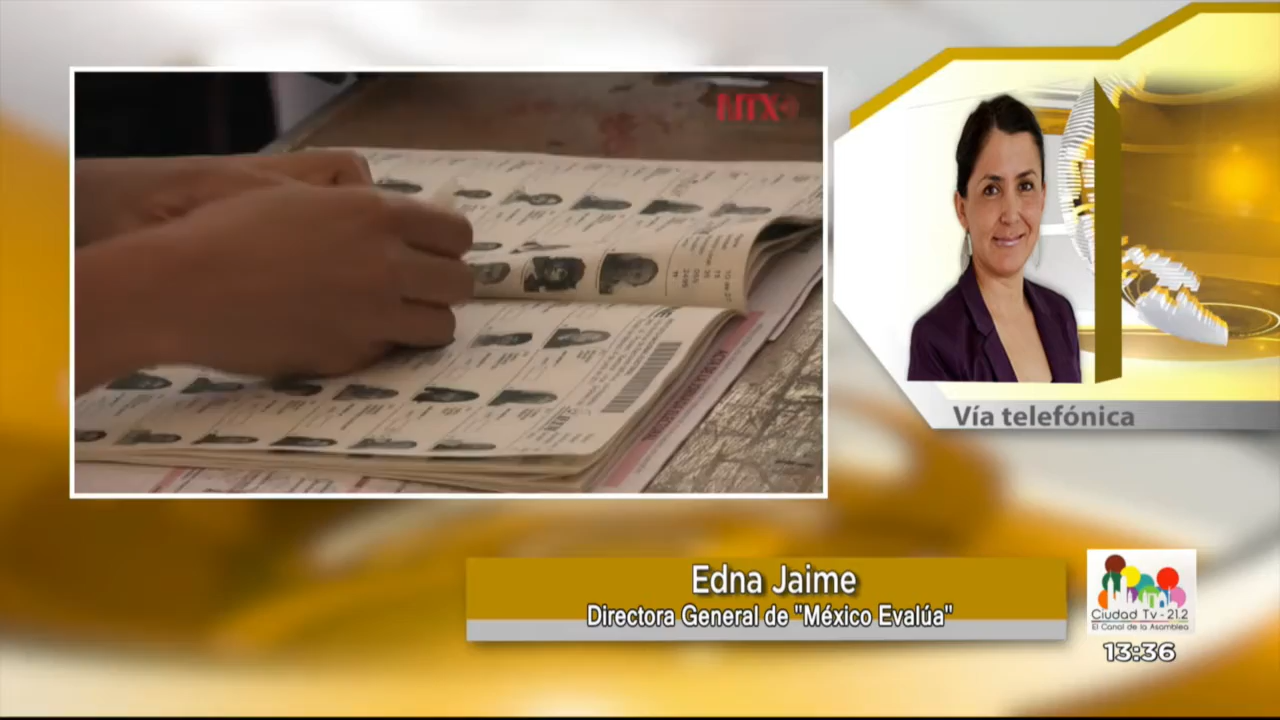 NTX
Vía telefónica
Edna Jaime
Directora General de "México Evalúa"
Ciudad Tv - 21.2
El Canal de la Asamblea
13:36